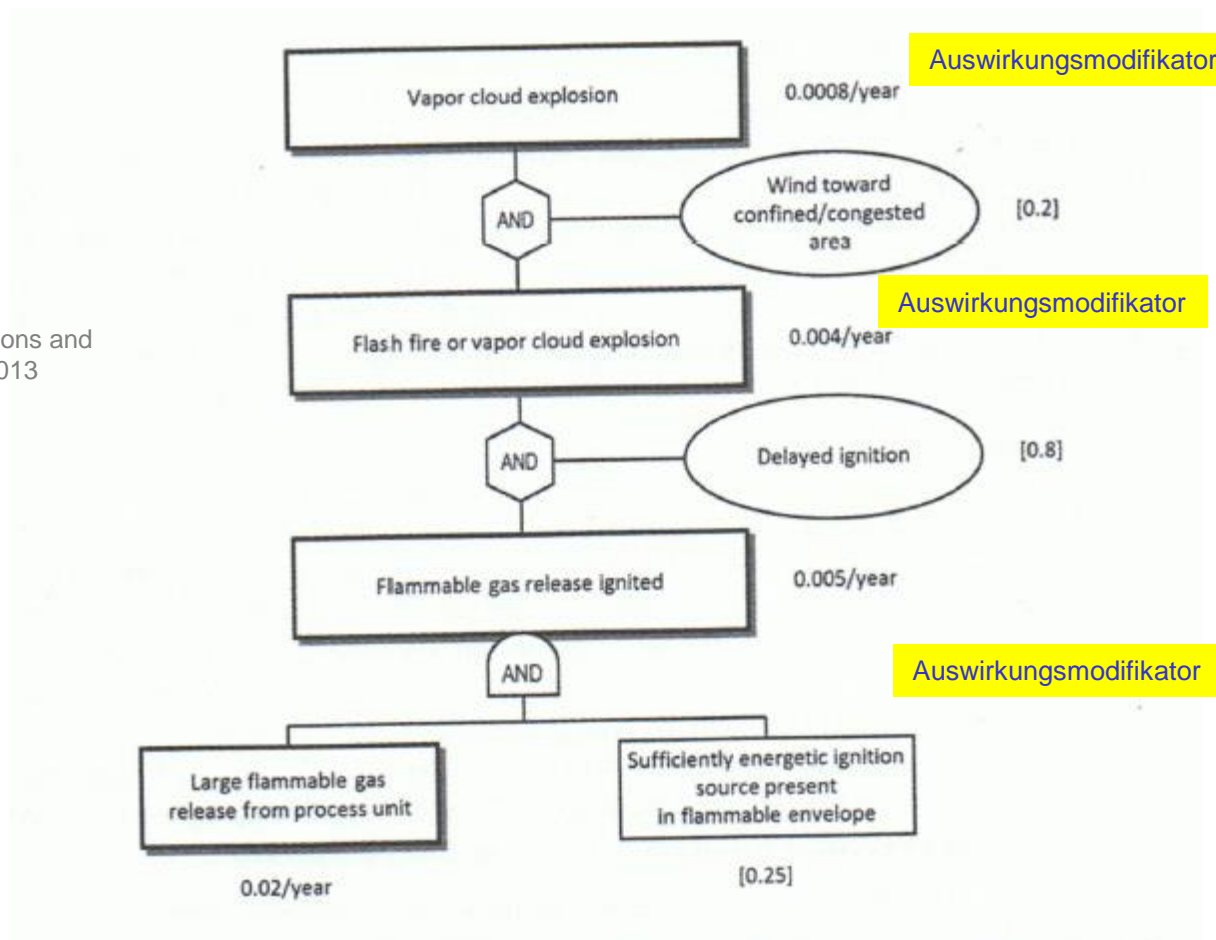 Auswirkungsmodifikator
Vapor cloud explosion
0.0008/year
Wind toward
confined/congested
area
[0.2]
AND
Auswirkungsmodifikator
ons and
013
Flash fire or vapor cloud explosion
0.004/year
AND
Delayed ignition
[0.8]
Flammable gas release ignited
0.005/year
Auswirkungsmodifikator
AND
Large flammable gas
release from process unit
0.02/year
Sufficiently energetic ignition
source present
in flammable envelope
[0.25]